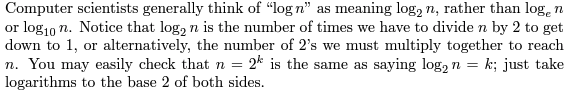 Computer scientists generally think of “log n” as meaning log₂ n, rather than logₑ n
or log₁₀ n. Notice that log₂ n is the number of times we have to divide n by 2 to get
down to 1, or alternatively, the number of 2’s we must multiply together to reach
n. You may easily check that n = 2ᵏ is the same as saying log₂ n = k; just take
logarithms to the base 2 of both sides.